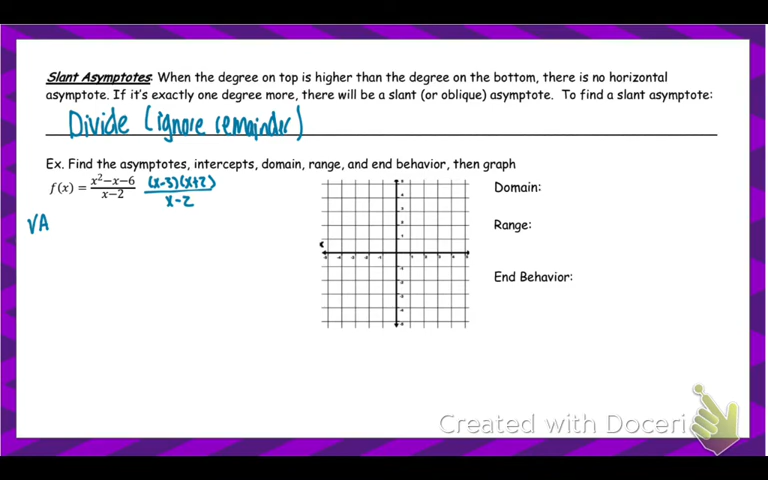 Slant Asymptotes: When the degree on top is higher than the degree on the bottom, there is no horizontal
asymptote. If it's exactly one degree more, there will be a slant (or oblique) asymptote. To find a slant asymptote:
Divide (ignore remainder)
Ex. Find the asymptotes, intercepts, domain, range, and end behavior, then graph
f(x) = x²−x−6 / x−2 (x-3)(x+2) / x-2
Domain:
VA
Range:
End Behavior:
Created with Doceri